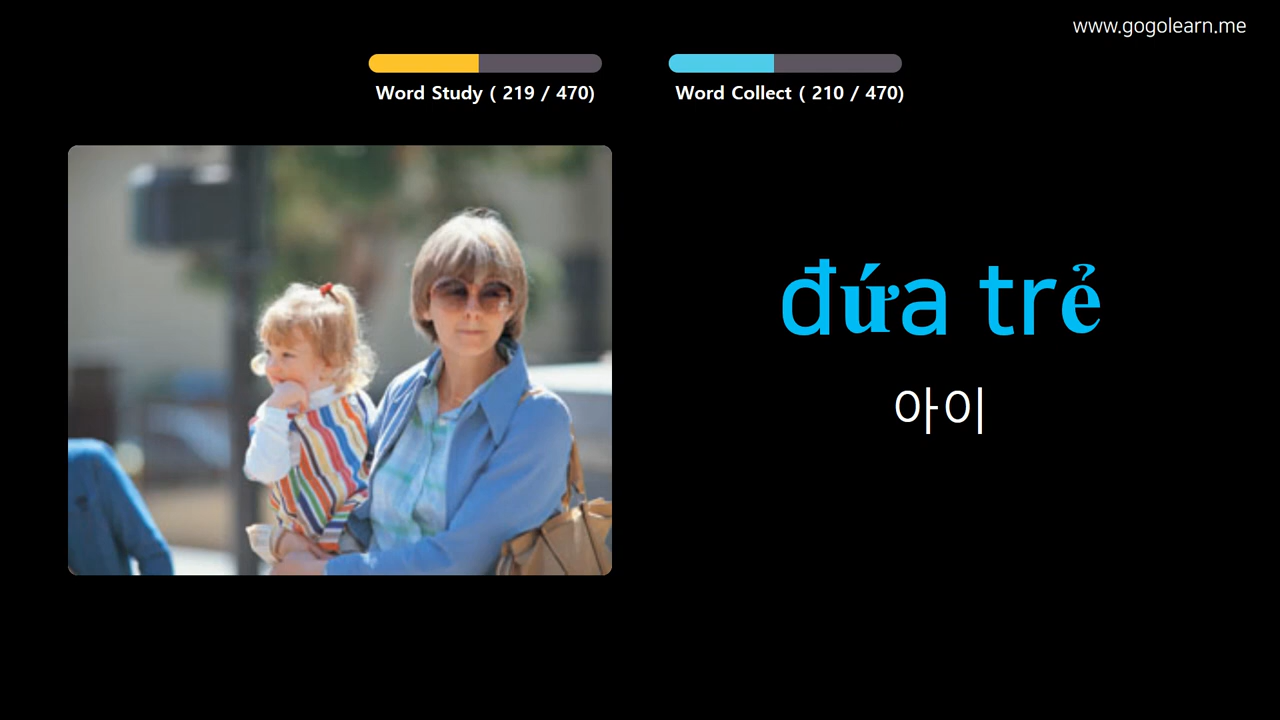 www.gogolearn.me
Word Study ( 219 / 470)
Word Collect ( 210 / 470)
đứa trẻ
아이